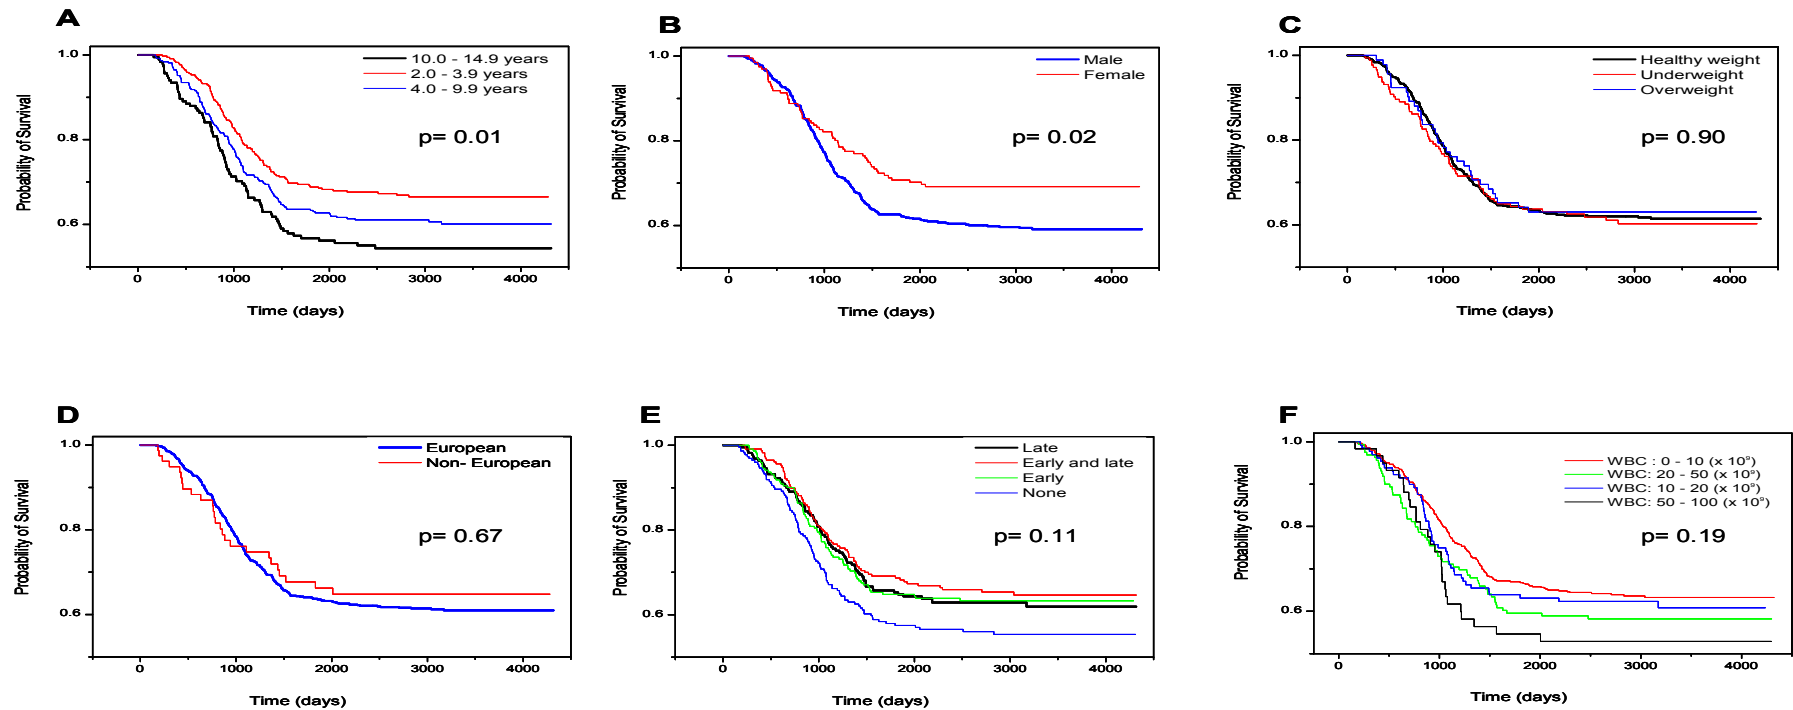 A
1.0
0.8
0.6
Probability of Survival
10.0 - 14.9 years
2.0 - 3.9 years
4.0 - 9.9 years
p= 0.01
0 1000 2000 3000 4000
Time (days)
B
1.0
0.8
0.6
Probability of Survival
Male
Female
p= 0.02
0 1000 2000 3000 4000
Time (days)
C
1.0
0.8
0.6
Probability of Survival
Healthy weight
Underweight
Overweight
p= 0.90
0 1000 2000 3000 4000
Time (days)
D
1.0
0.8
0.6
Probability of Survival
European
Non- European
p= 0.67
0 1000 2000 3000 4000
Time (days)
E
1.0
0.8
0.6
Probability of Survival
Late
Early and late
Early
None
p= 0.11
0 1000 2000 3000 4000
Time (days)
F
1.0
0.8
0.6
Probability of Survival
WBC : 0 - 10 (x 10⁹)
WBC: 20 - 50 (x 10⁹)
WBC: 10 - 20 (x 10⁹)
WBC: 50 - 100 (x 10⁹)
p= 0.19
0 1000 2000 3000 4000
Time (days)